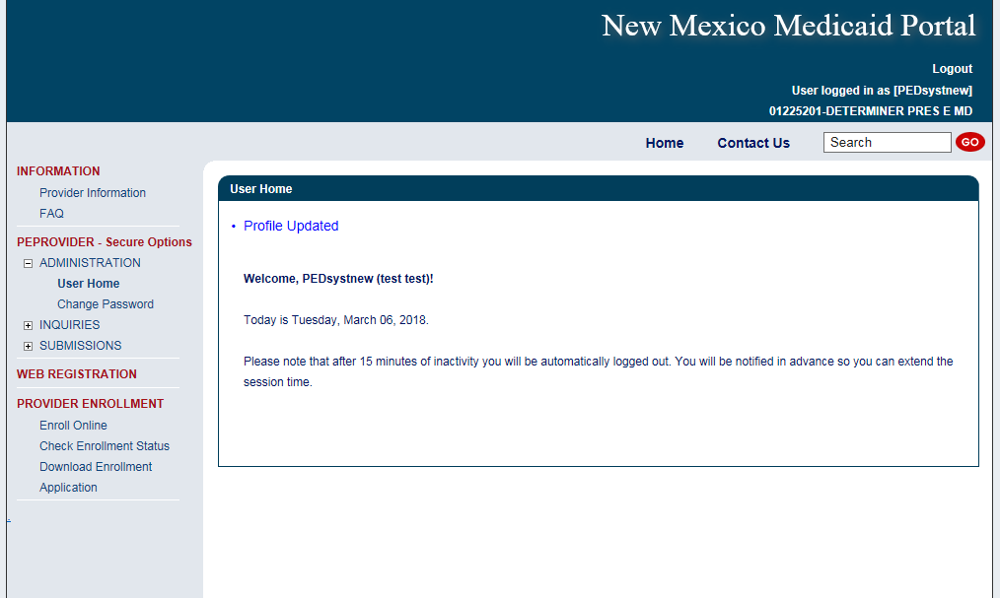 New Mexico Medicaid Portal
Logout
User logged in as [PEDsystnew]
01225201-DETERMINER PRES E MD
Home Contact Us Search GO
INFORMATION
Provider Information
FAQ
PEPROVIDER - Secure Options
ADMINISTRATION
User Home
Change Password
INQUIRIES
SUBMISSIONS
WEB REGISTRATION
PROVIDER ENROLLMENT
Enroll Online
Check Enrollment Status
Download Enrollment
Application
User Home
• Profile Updated
Welcome, PEDsystnew (test test)!
Today is Tuesday, March 06, 2018.
Please note that after 15 minutes of inactivity you will be automatically logged out. You will be notified in advance so you can extend the
session time.